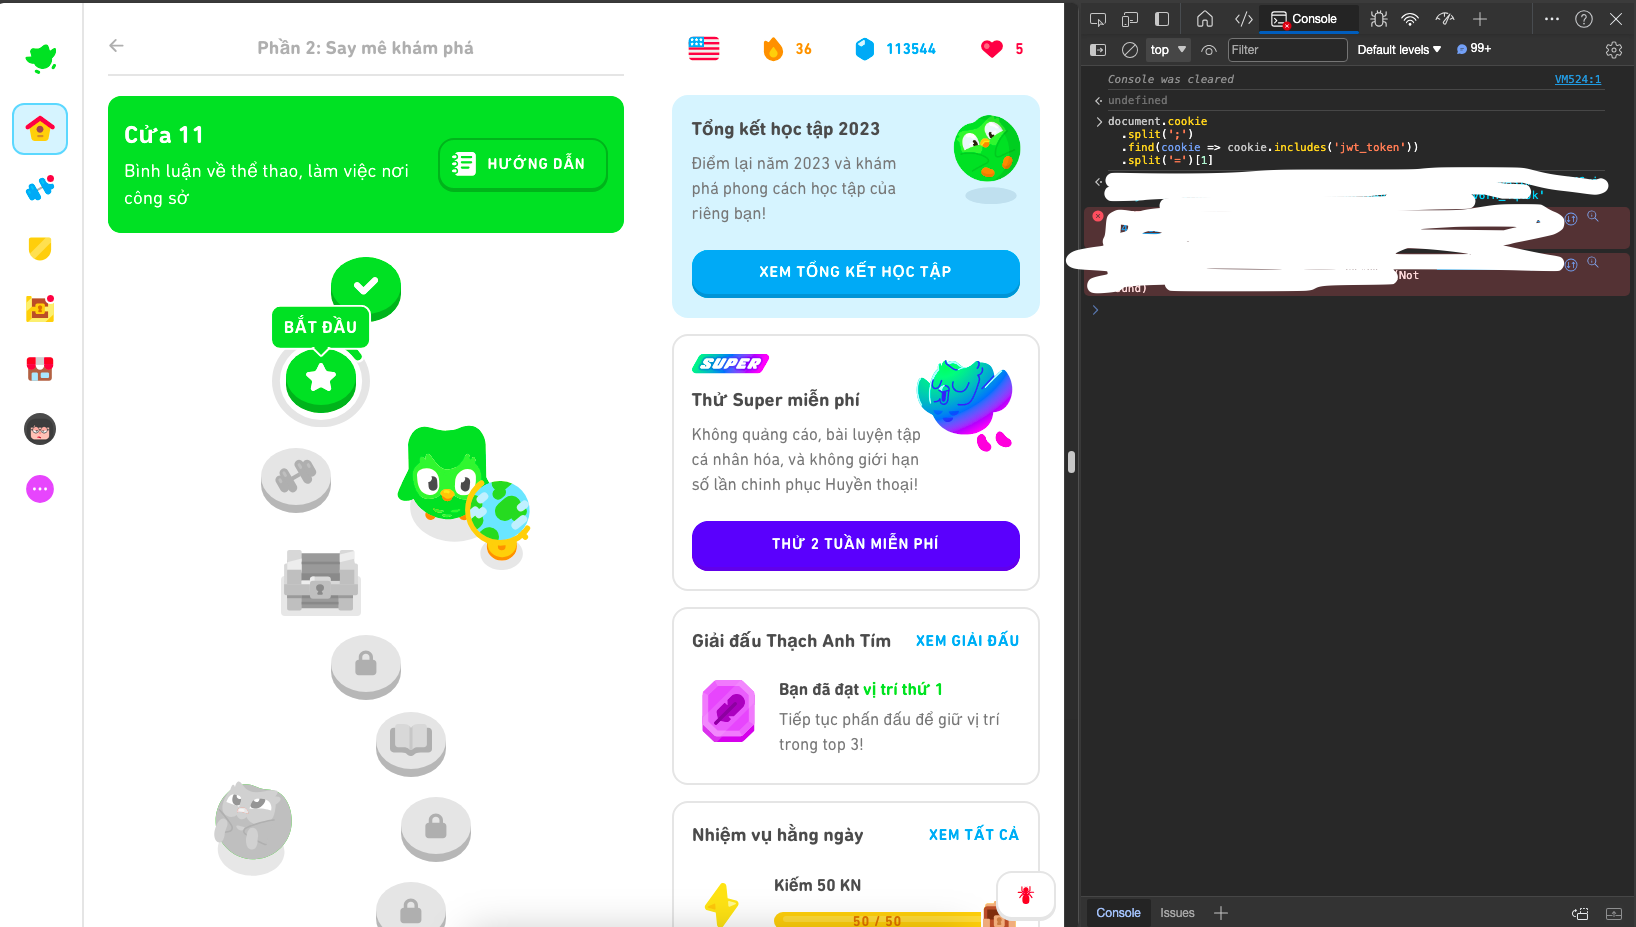 Phần 2: Say mê khám phá
Cửa 11
Bình luận về thể thao, làm việc nơi
công sở
HƯỚNG DẪN
BẮT ĐẦU
36
113544
5
Tổng kết học tập 2023
Điểm lại năm 2023 và khám
phá phong cách học tập của
riêng bạn!
XEM TỔNG KẾT HỌC TẬP
SUPER
Thử Super miễn phí
Không quảng cáo, bài luyện tập
cá nhân hóa, và không giới hạn
số lần chinh phục Huyền thoại!
THỬ 2 TUẦN MIỄN PHÍ
Giải đấu Thạch Anh Tím
XEM GIẢI ĐẤU
Bạn đã đạt vị trí thứ 1
Tiếp tục phấn đấu để giữ vị trí
trong top 3!
Nhiệm vụ hằng ngày
XEM TẤT CẢ
Kiếm 50 KN
50 / 50
Console
top
Filter
Default levels
99+
Console was cleared
VM524:1
undefined
document.cookie
.split(';')
.find(cookie => cookie.includes('jwt_token'))
.split('=')[1]
Not
Console
Issues